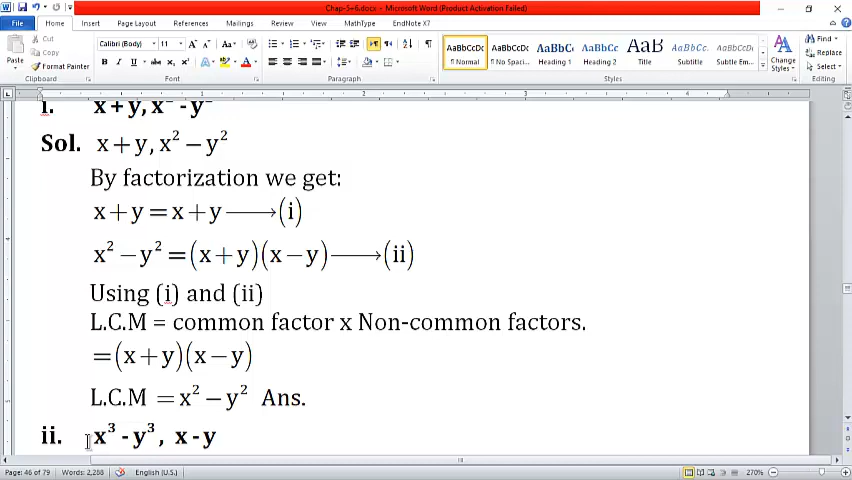 Chap-5=6.docx - Microsoft Word (Product Activation Failed)
File Home Insert Page Layout References Mailings Review View MathType EndNote X7
Cut
Copy
Format Painter
Paste
Clipboard
Calibri (Body) 11
Font
Paragraph
AaBbCcDc AaBbCcDc AaBbC AaBbCc AaB AaBbCc. AaBbCcDc
¶ Normal ¶ No Spaci... Heading 1 Heading 2 Title Subtitle Subtle Em...
Styles
Change Styles
Find
Replace
Select
Editing
i. x + y, x² - y²
Sol. x + y, x² − y²
By factorization we get:
x + y = x + y ⟶ (i)
x² − y² = (x + y)(x − y) ⟶ (ii)
Using (i) and (ii)
L.C.M = common factor x Non-common factors.
= (x + y)(x − y)
L.C.M = x² − y² Ans.
ii. x³ - y³, x - y
Page: 46 of 79 Words: 2,288 English (U.S.) 270%